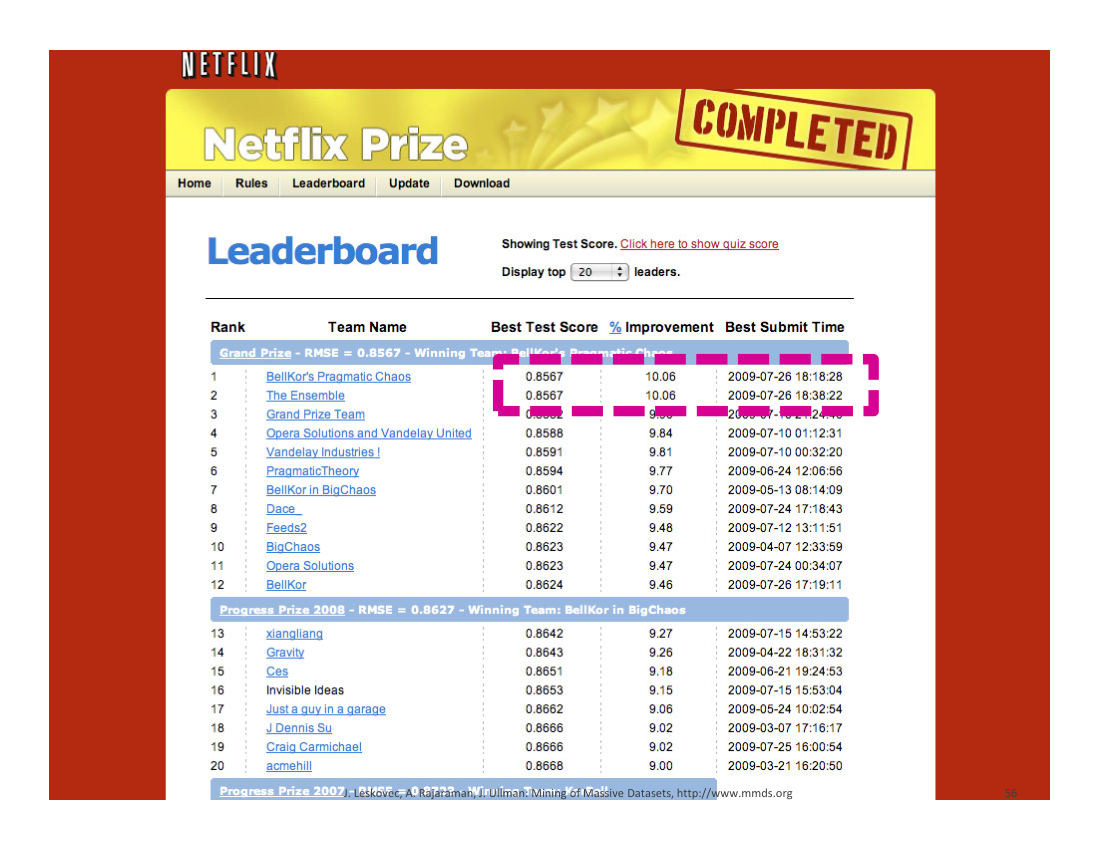 NETFLIX
Netflix Prize
COMPLETED
Home Rules Leaderboard Update Download
Leaderboard
Showing Test Score. Click here to show quiz score
Display top 20 leaders.
Rank Team Name Best Test Score % Improvement Best Submit Time
Grand Prize - RMSE = 0.8567 - Winning Team: BellKor's Pragmatic Chaos
1 BellKor's Pragmatic Chaos 0.8567 10.06 2009-07-26 18:18:28
2 The Ensemble 0.8567 10.06 2009-07-26 18:38:22
3 Grand Prize Team
4 Opera Solutions and Vandelay United 0.8588 9.84 2009-07-10 01:12:31
5 Vandelay Industries ! 0.8591 9.81 2009-07-10 00:32:20
6 PragmaticTheory 0.8594 9.77 2009-06-24 12:06:56
7 BellKor in BigChaos 0.8601 9.70 2009-05-13 08:14:09
8 Dace_ 0.8612 9.59 2009-07-24 17:18:43
9 Feeds2 0.8622 9.48 2009-07-12 13:11:51
10 BigChaos 0.8623 9.47 2009-04-07 12:33:59
11 Opera Solutions 0.8623 9.47 2009-07-24 00:34:07
12 BellKor 0.8624 9.46 2009-07-26 17:19:11
Progress Prize 2008 - RMSE = 0.8627 - Winning Team: BellKor in BigChaos
13 xiangliang 0.8642 9.27 2009-07-15 14:53:22
14 Gravity 0.8643 9.26 2009-04-22 18:31:32
15 Ces 0.8651 9.18 2009-06-21 19:24:53
16 Invisible Ideas 0.8653 9.15 2009-07-15 15:53:04
17 Just a guy in a garage 0.8662 9.06 2009-05-24 10:02:54
18 J Dennis Su 0.8666 9.02 2009-03-07 17:16:17
19 Craig Carmichael 0.8666 9.02 2009-07-25 16:00:54
20 acmehill 0.8668 9.00 2009-03-21 16:20:50
Progress Prize 2007
J. Leskovec, A. Rajaraman, J. Ullman: Mining of Massive Datasets, http://www.mmds.org 56